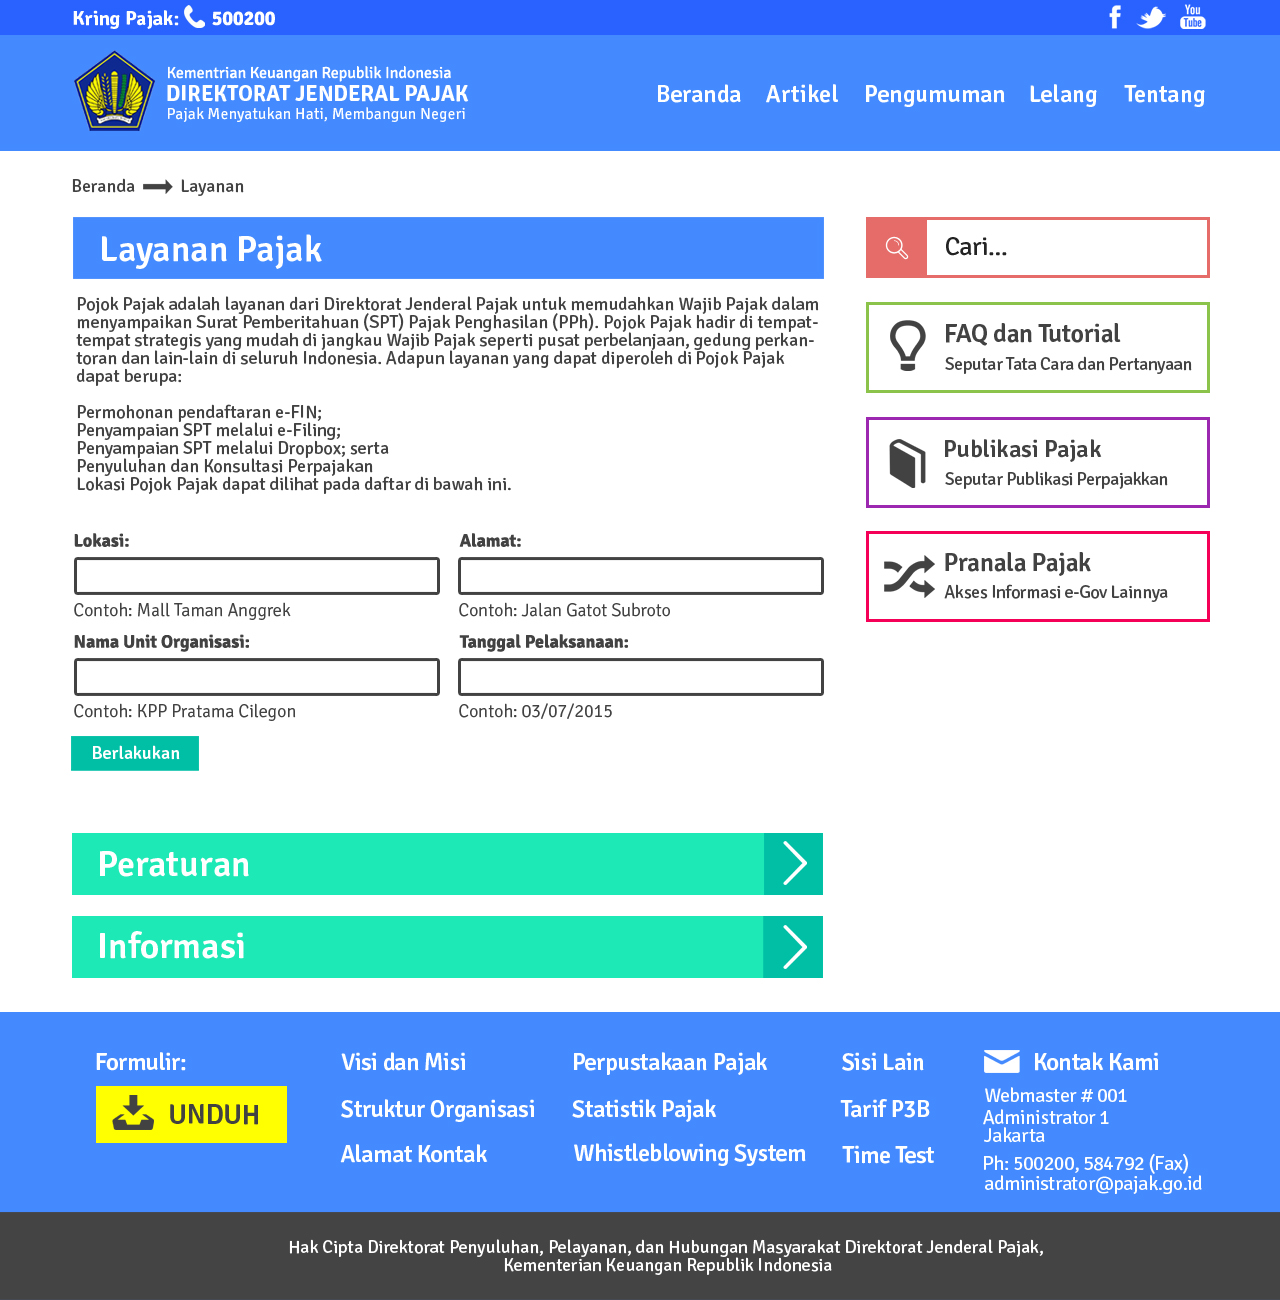 Kring Pajak: 500200
You
Tube
Kementrian Keuangan Republik Indonesia
DIREKTORAT JENDERAL PAJAK
Pajak Menyatukan Hati, Membangun Negeri
Beranda Artikel Pengumuman Lelang Tentang
Beranda Layanan
Layanan Pajak
Pojok Pajak adalah layanan dari Direktorat Jenderal Pajak untuk memudahkan Wajib Pajak dalam
menyampaikan Surat Pemberitahuan (SPT) Pajak Penghasilan (PPh). Pojok Pajak hadir di tempat-
tempat strategis yang mudah di jangkau Wajib Pajak seperti pusat perbelanjaan, gedung perkan-
toran dan lain-lain di seluruh Indonesia. Adapun layanan yang dapat diperoleh di Pojok Pajak
dapat berupa:
Permohonan pendaftaran e-FIN;
Penyampaian SPT melalui e-Filing;
Penyampaian SPT melalui Dropbox; serta
Penyuluhan dan Konsultasi Perpajakan
Lokasi Pojok Pajak dapat dilihat pada daftar di bawah ini.
Lokasi: Alamat:
Contoh: Mall Taman Anggrek Contoh: Jalan Gatot Subroto
Nama Unit Organisasi: Tanggal Pelaksanaan:
Contoh: KPP Pratama Cilegon Contoh: 03/07/2015
Berlakukan
Peraturan
Informasi
Cari...
FAQ dan Tutorial
Seputar Tata Cara dan Pertanyaan
Publikasi Pajak
Seputar Publikasi Perpajakkan
Pranala Pajak
Akses Informasi e-Gov Lainnya
Formulir:
UNDUH
Visi dan Misi
Struktur Organisasi
Alamat Kontak
Perpustakaan Pajak
Statistik Pajak
Whistleblowing System
Sisi Lain
Tarif P3B
Time Test
Kontak Kami
Webmaster # 001
Administrator 1
Jakarta
Ph: 500200, 584792 (Fax)
administrator@pajak.go.id
Hak Cipta Direktorat Penyuluhan, Pelayanan, dan Hubungan Masyarakat Direktorat Jenderal Pajak,
Kementerian Keuangan Republik Indonesia